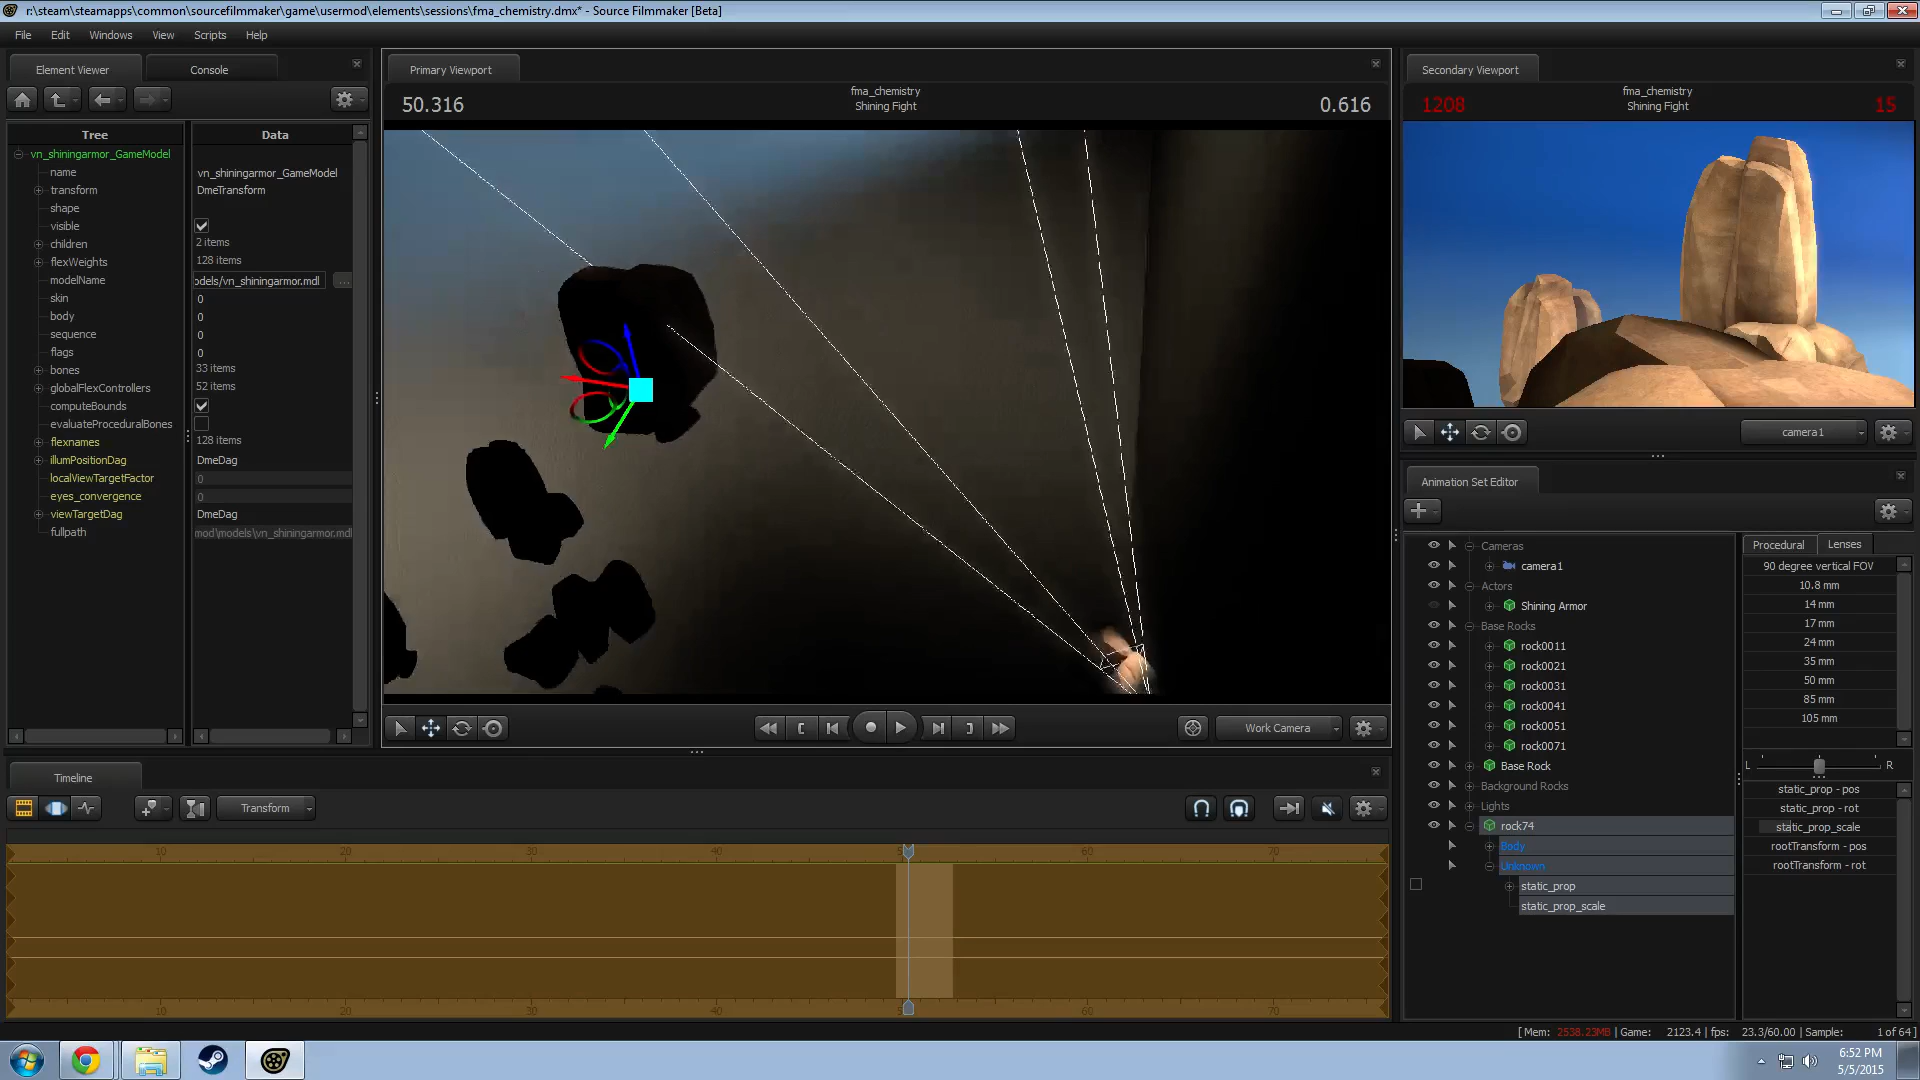 r:\steam\steamapps\common\sourcefilmmaker\game\usermod\elements\sessions\fma_chemistry.dmx* - Source Filmmaker [Beta]
File Edit Windows View Scripts Help
Element Viewer Console
Tree Data
vn_shiningarmor_GameModel
name vn_shiningarmor_GameModel
transform DmeTransform
shape
visible
children 2 items
flexWeights 128 items
modelName odels/vn_shiningarmor.mdl ...
skin 0
body 0
sequence 0
flags 0
bones 33 items
globalFlexControllers 52 items
computeBounds
evaluateProceduralBones
flexnames 128 items
illumPositionDag DmeDag
localViewTargetFactor 0
eyes_convergence 0
viewTargetDag DmeDag
fullpath mod\models\vn_shiningarmor.mdl
Primary Viewport
50.316
fma_chemistry
Shining Fight
0.616
Work Camera
Secondary Viewport
1208
fma_chemistry
Shining Fight
15
camera1
Animation Set Editor
Cameras
camera1
Actors
Shining Armor
Base Rocks
rock0011
rock0021
rock0031
rock0041
rock0051
rock0071
Base Rock
Background Rocks
Lights
rock74
Body
Unknown
static_prop
static_prop_scale
Procedural Lenses
90 degree vertical FOV
10.8 mm
14 mm
17 mm
24 mm
35 mm
50 mm
85 mm
105 mm
L R
static_prop - pos
static_prop - rot
static_prop_scale
rootTransform - pos
rootTransform - rot
Timeline
Transform
10 20 30 40 60 70
10 20 30 40 60 70
[ Mem: 2538.23MB | Game: 2123.4 | fps: 23.3/60.00 | Sample: 1 of 64 ]
6:52 PM
5/5/2015